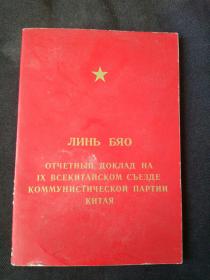 ЛИНЬ БЯО
ОТЧЕТНЫЙ ДОКЛАД НА
IX ВСЕКИТАЙСКОМ СЪЕЗДЕ
КОММУНИСТИЧЕСКОЙ ПАРТИИ
КИТАЯ